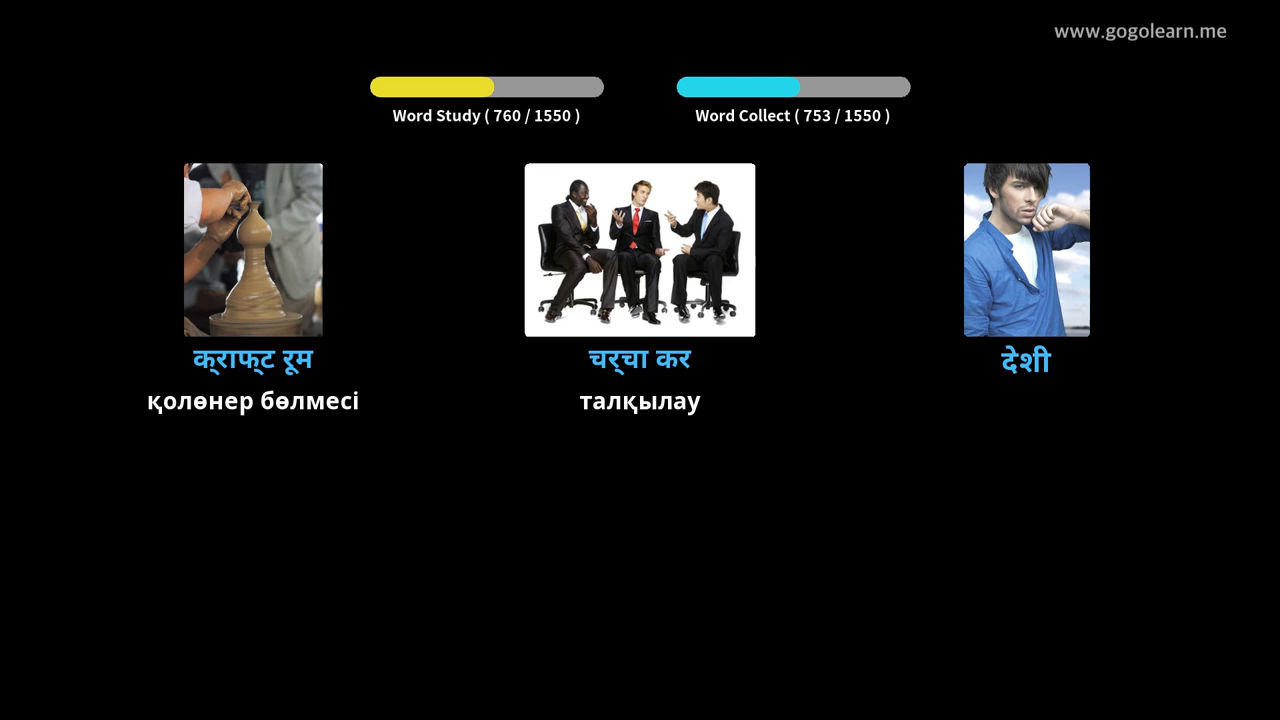 www.gogolearn.me
Word Study ( 760 / 1550 )
Word Collect ( 753 / 1550 )
क्राफ्ट रूम
चर्चा कर
देशी
қолөнер бөлмесі
талқылау